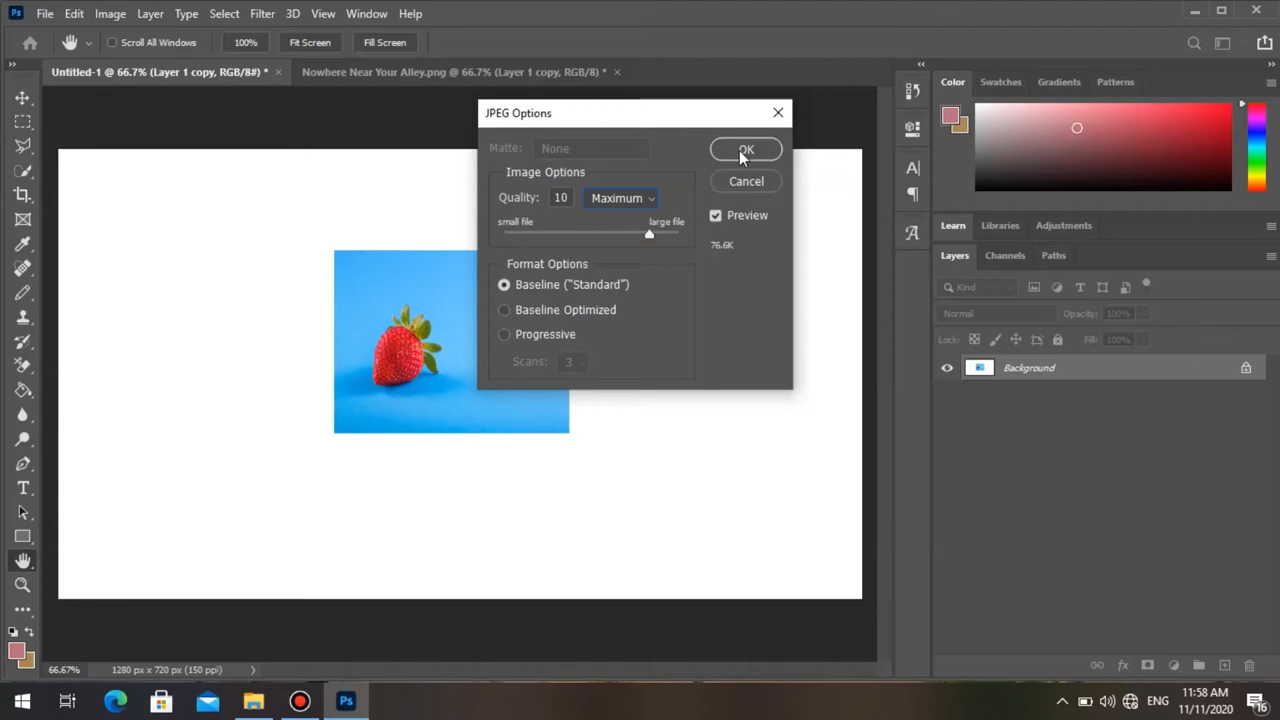 Ps File Edit Image Layer Type Select Filter 3D View Window Help
Scroll All Windows 100% Fit Screen Fill Screen
Untitled-1 @ 66.7% (Layer 1 copy, RGB/8#) * Nowhere Near Your Alley.png @ 66.7% (Layer 1 copy, RGB/8) *
Color Swatches Gradients Patterns
JPEG Options
Matte: None
OK
Image Options
Cancel
Quality: 10 Maximum
Preview
small file large file
76.6K
Format Options
Baseline ("Standard")
Baseline Optimized
Progressive
Scans: 3
Learn Libraries Adjustments
Layers Channels Paths
Kind
Normal Opacity: 100%
Lock: Fill: 100%
Background
66.67% 1280 px x 720 px (150 ppi)
Ps
ENG
11:58 AM
11/11/2020
16